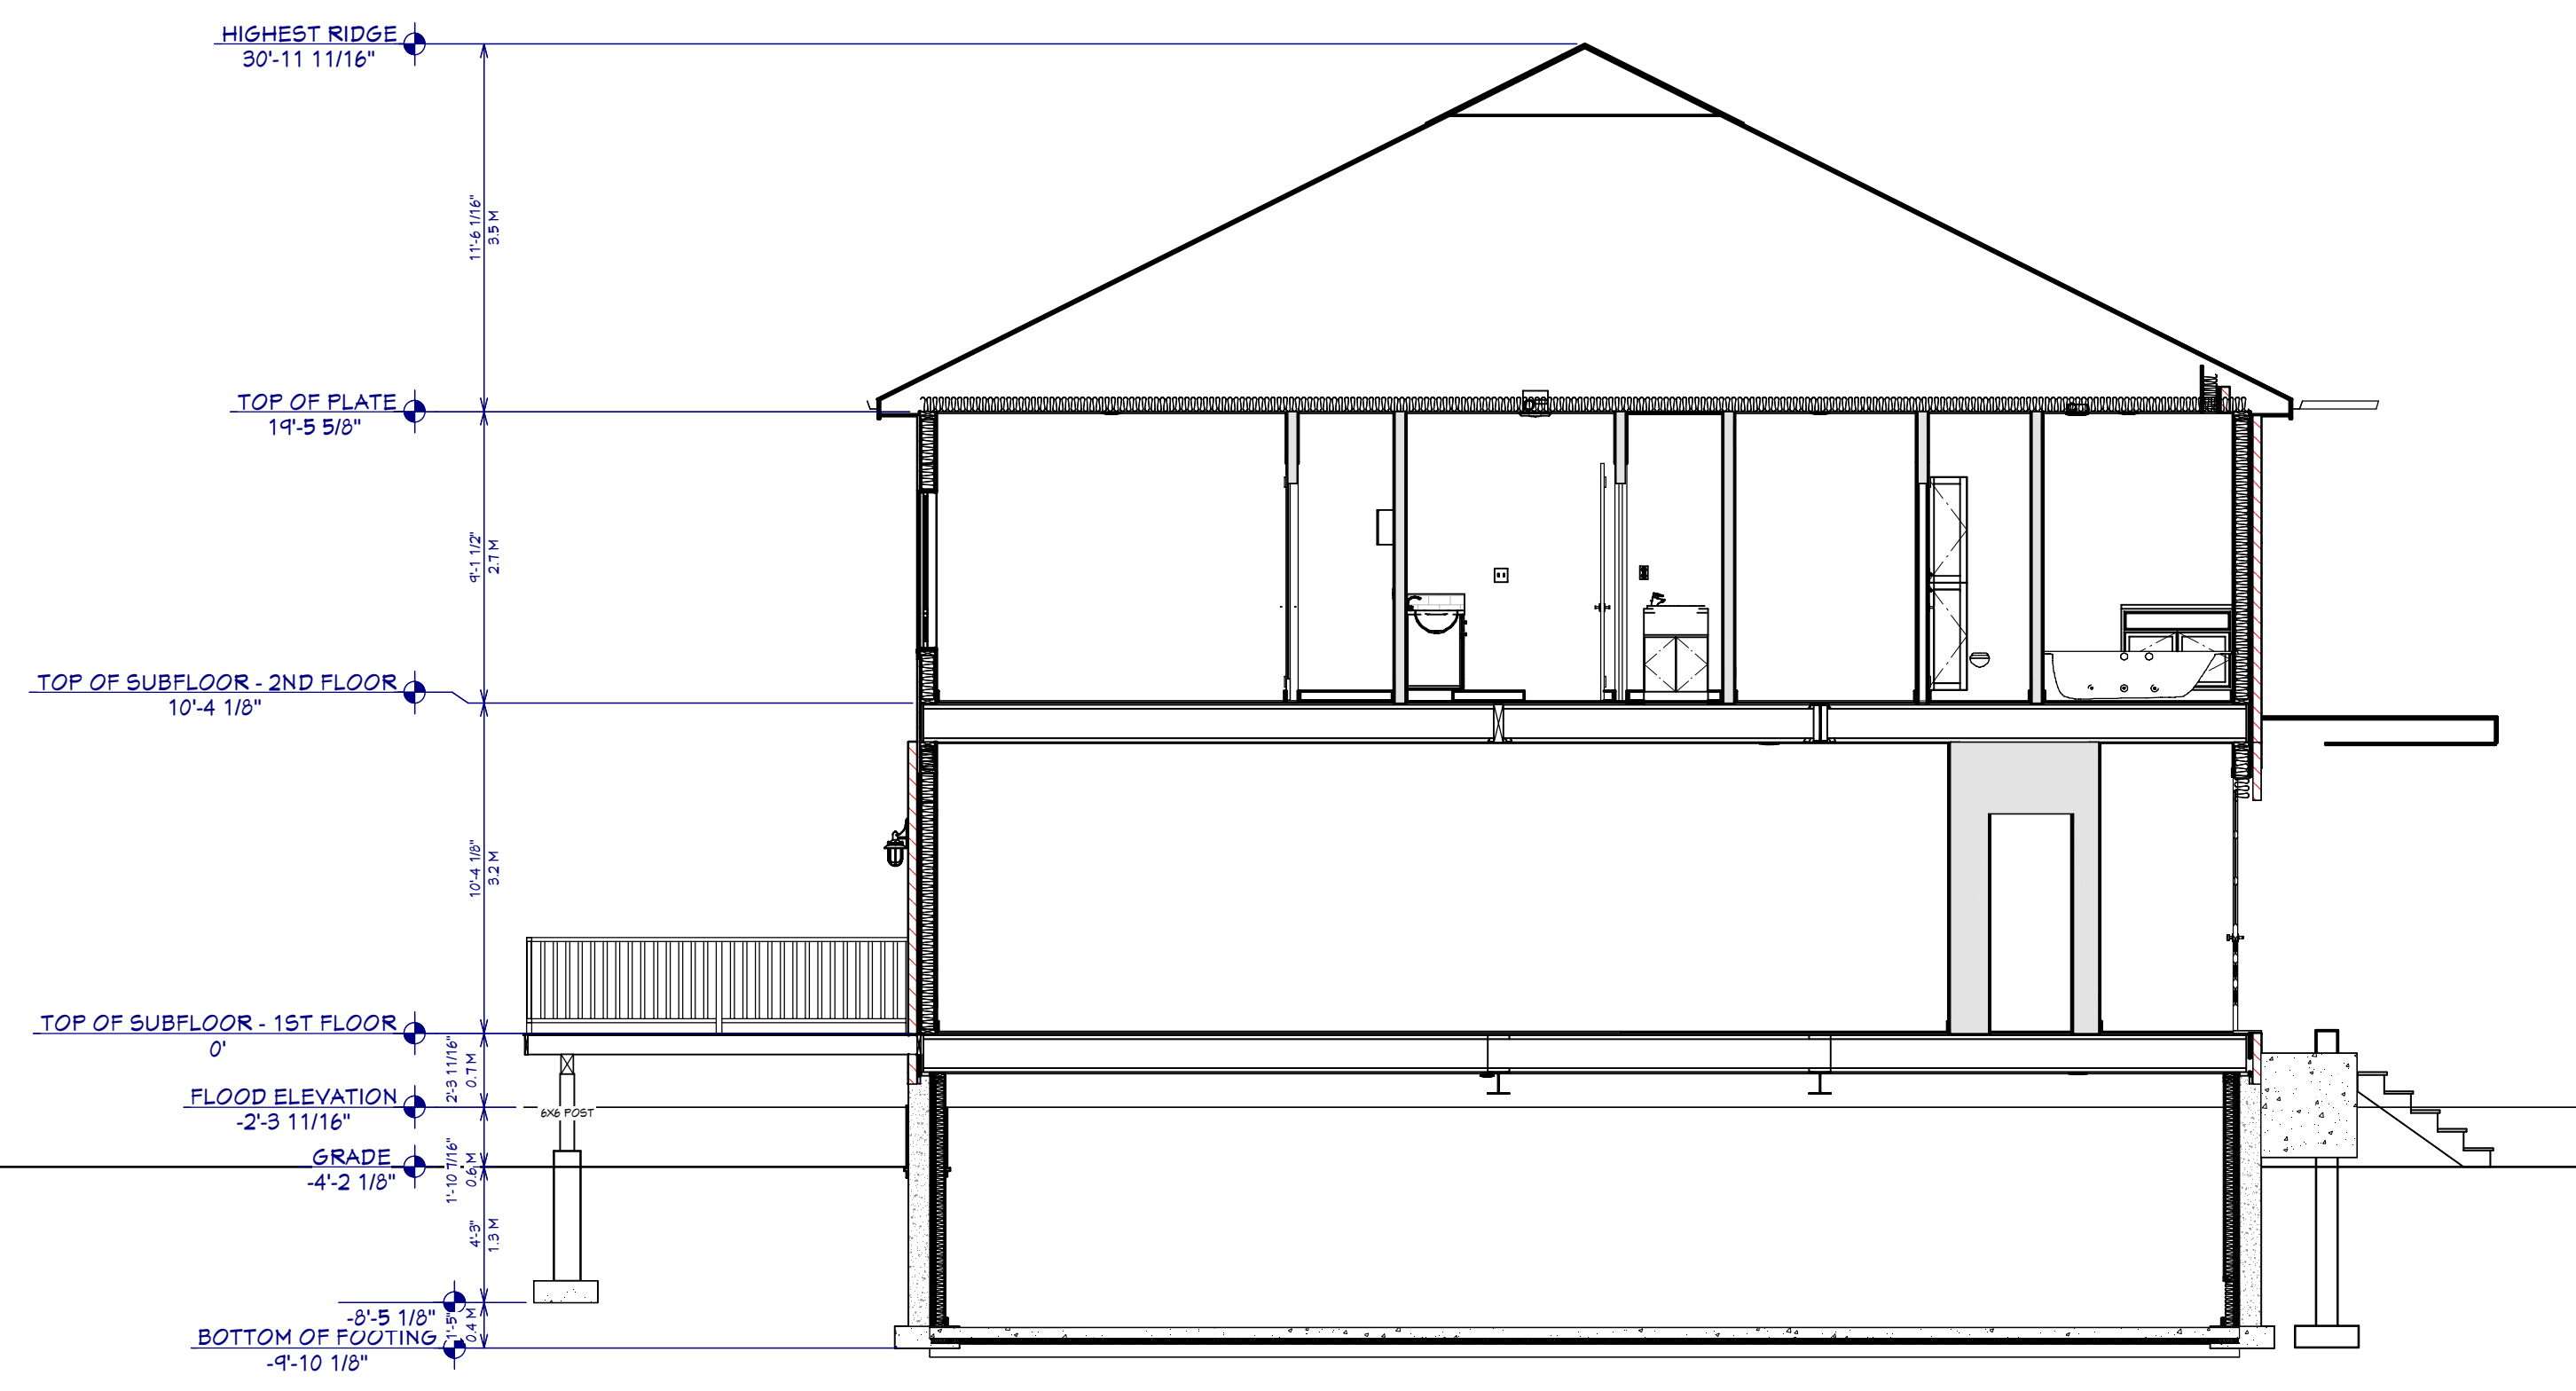 HIGHEST RIDGE
30'-11 11/16"
11'-6 1/16"
3.5 M
TOP OF PLATE
19'-5 5/8"
9'-1 1/2"
2.7 M
TOP OF SUBFLOOR - 2ND FLOOR
10'-4 1/8"
10'-4 1/8"
3.2 M
TOP OF SUBFLOOR - 1ST FLOOR
0'
2'-3 11/16"
0.7 M
FLOOD ELEVATION
-2'-3 11/16"
6X6 POST
GRADE
-4'-2 1/8"
1'-10 7/16"
0.6 M
4'-3"
1.3 M
-8'-5 1/8"
1'-5"
0.4 M
BOTTOM OF FOOTING
-9'-10 1/8"